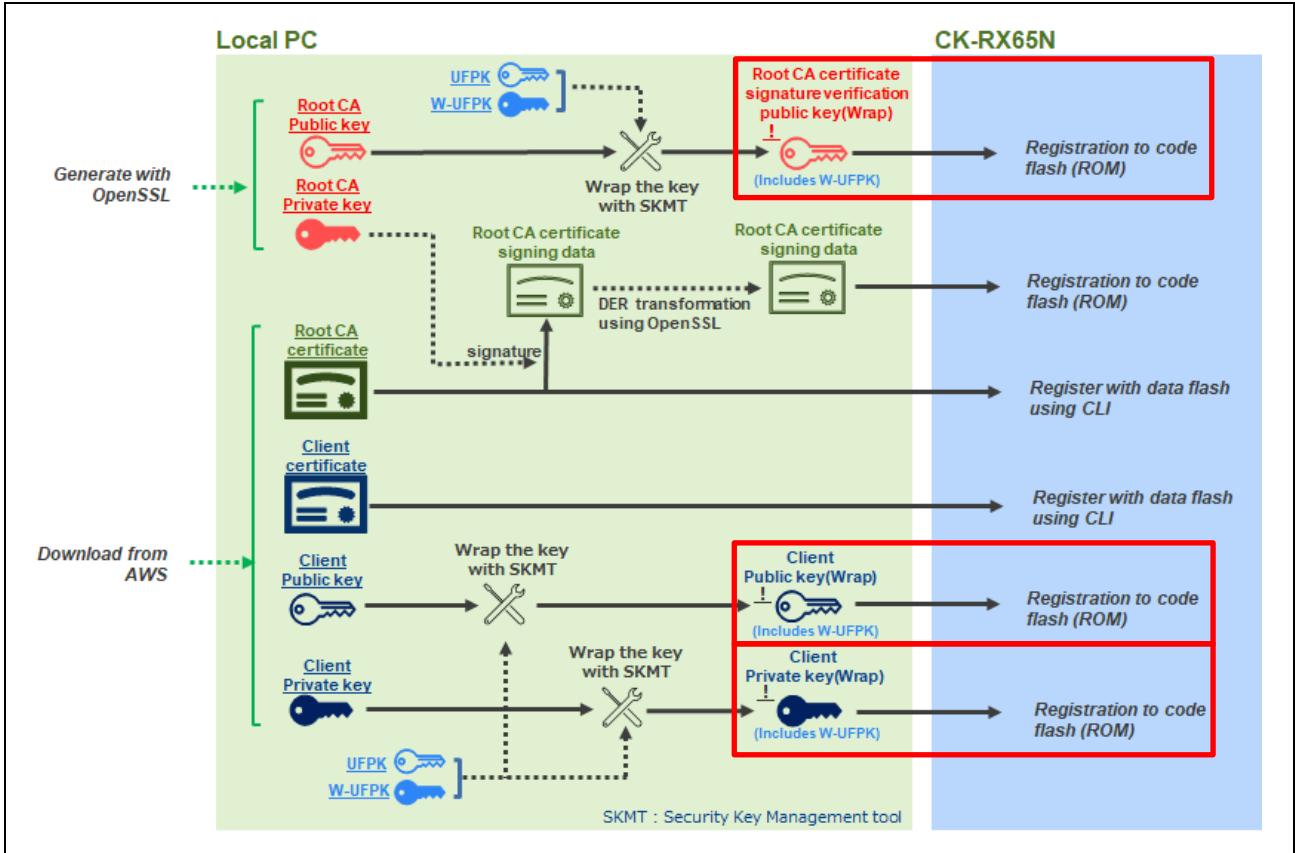 Local PC
CK-RX65N
UFPK
W-UFPK
Root CA
Public key
Root CA
Private key
Generate with
OpenSSL
Wrap the key
with SKMT
Root CA certificate
signature verification
public key(Wrap)
!
(Includes W-UFPK)
Registration to code
flash (ROM)
Root CA certificate
signing data
DER transformation
using OpenSSL
Root CA certificate
signing data
Registration to code
flash (ROM)
Root CA
certificate
signature
Register with data flash
using CLI
Client
certificate
Register with data flash
using CLI
Download from
AWS
Client
Public key
Wrap the key
with SKMT
Client
Public key(Wrap)
!
(Includes W-UFPK)
Registration to code
flash (ROM)
Client
Private key
Wrap the key
with SKMT
Client
Private key(Wrap)
!
(Includes W-UFPK)
Registration to code
flash (ROM)
UFPK
W-UFPK
SKMT : Security Key Management tool